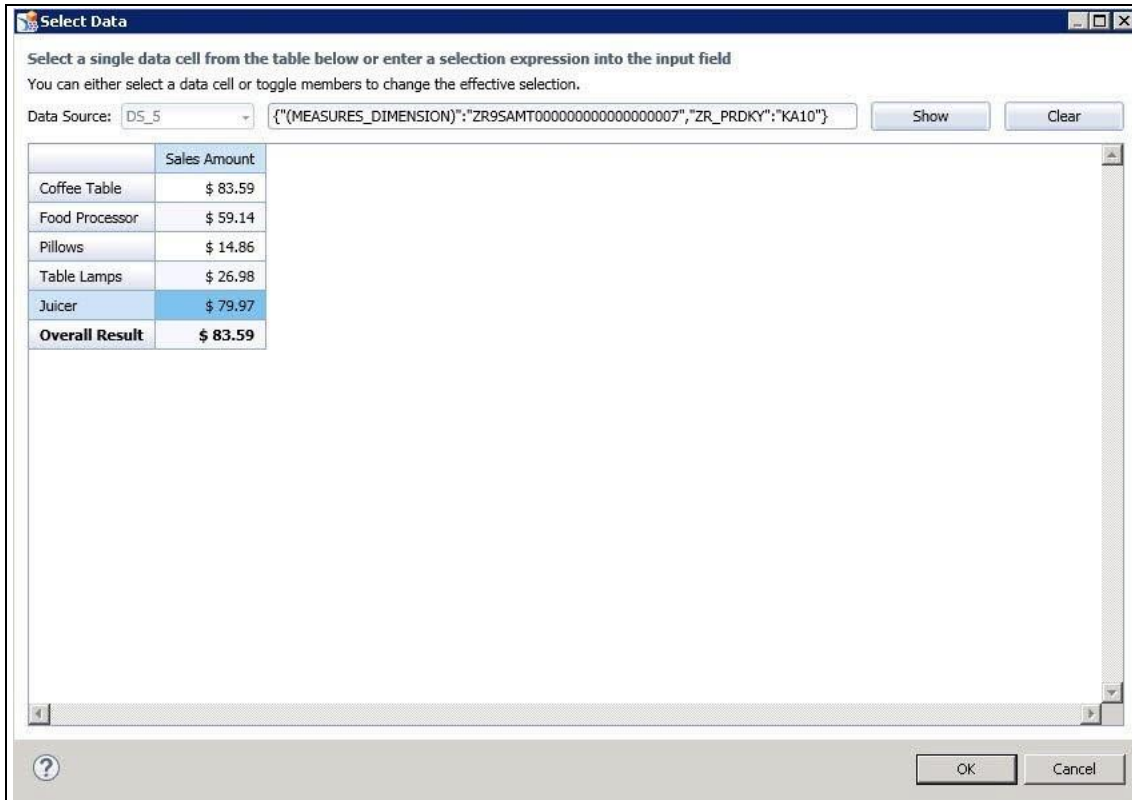 Select Data
Select a single data cell from the table below or enter a selection expression into the input field
You can either select a data cell or toggle members to change the effective selection.
Data Source: DS_5 {"(MEASURES_DIMENSION)":"ZR9SAMT000000000000000007","ZR_PRDKY":"KA10"} Show Clear
Sales Amount
Coffee Table $ 83.59
Food Processor $ 59.14
Pillows $ 14.86
Table Lamps $ 26.98
Juicer $ 79.97
Overall Result $ 83.59
? OK Cancel